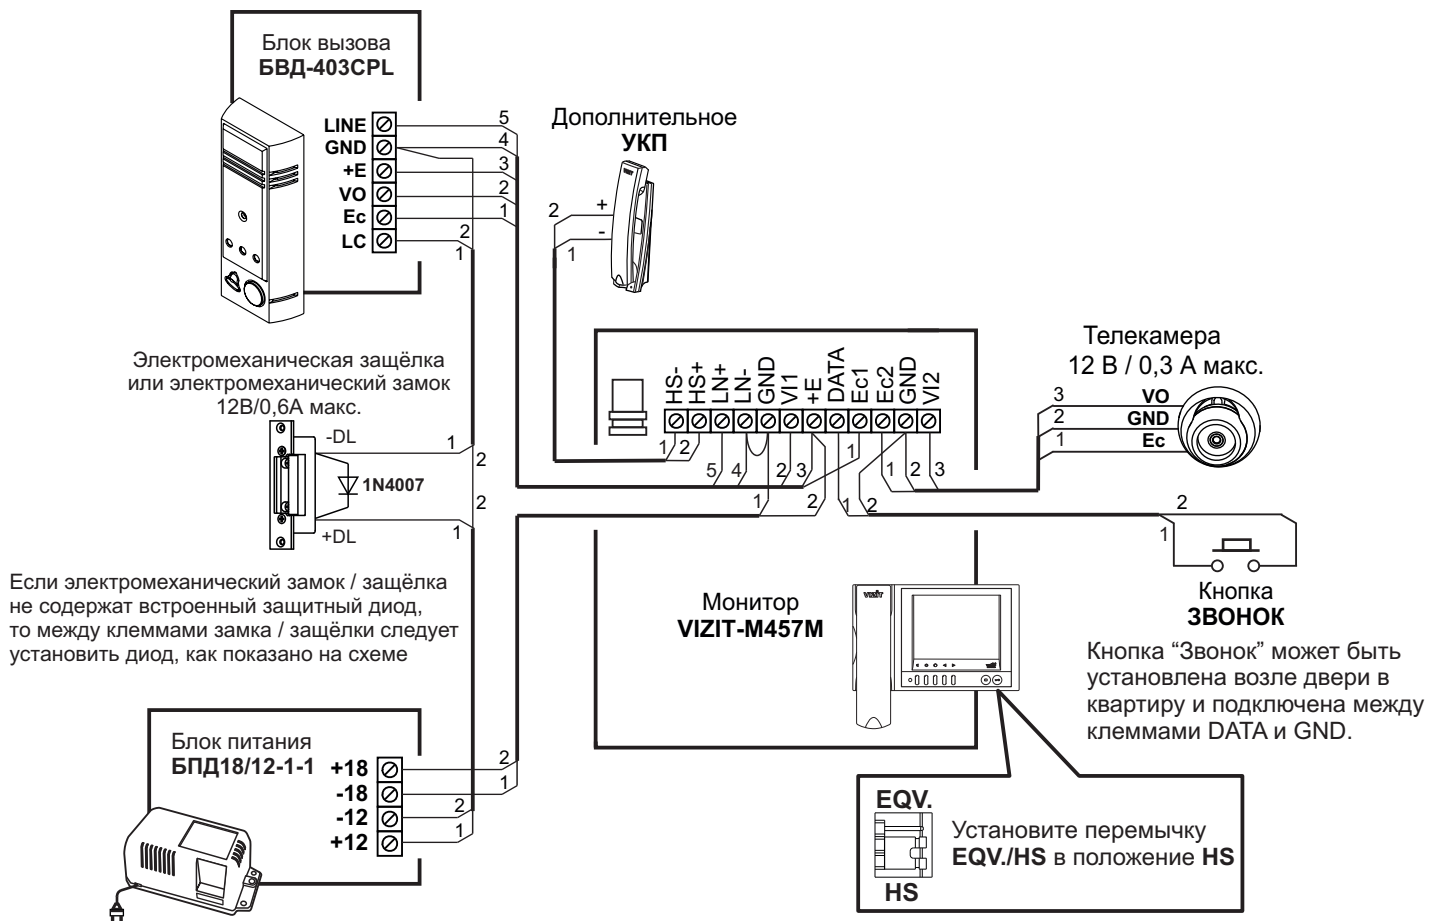 Блок вызова
БВД-403CPL
LINE
GND
+E
VO
Ec
LC
5
4
3
2
1
2
1
Дополнительное
УКП
2
+
-
1
Электромеханическая защёлка
или электромеханический замок
12В/0,6А макс.
-DL
1
2
1N4007
2
+DL
1
Если электромеханический замок / защёлка
не содержат встроенный защитный диод,
то между клеммами замка / защёлки следует
установить диод, как показано на схеме
HS-
HS+
LN+
LN-
GND
VI1
+E
DATA
Ec1
Ec2
GND
VI2
1
2
5
4
2
3
1
1
2
3
1
2
1
2
Телекамера
12 В / 0,3 А макс.
3
VO
2
GND
1
Ec
2
1
Кнопка
ЗВОНОК
Кнопка “Звонок” может быть
установлена возле двери в
квартиру и подключена между
клеммами DATA и GND.
Монитор
VIZIT-M457M
VIZIT
Блок питания
БПД18/12-1-1
+18
-18
-12
+12
2
1
2
1
EQV.
HS
Установите перемычку
EQV./HS в положение HS